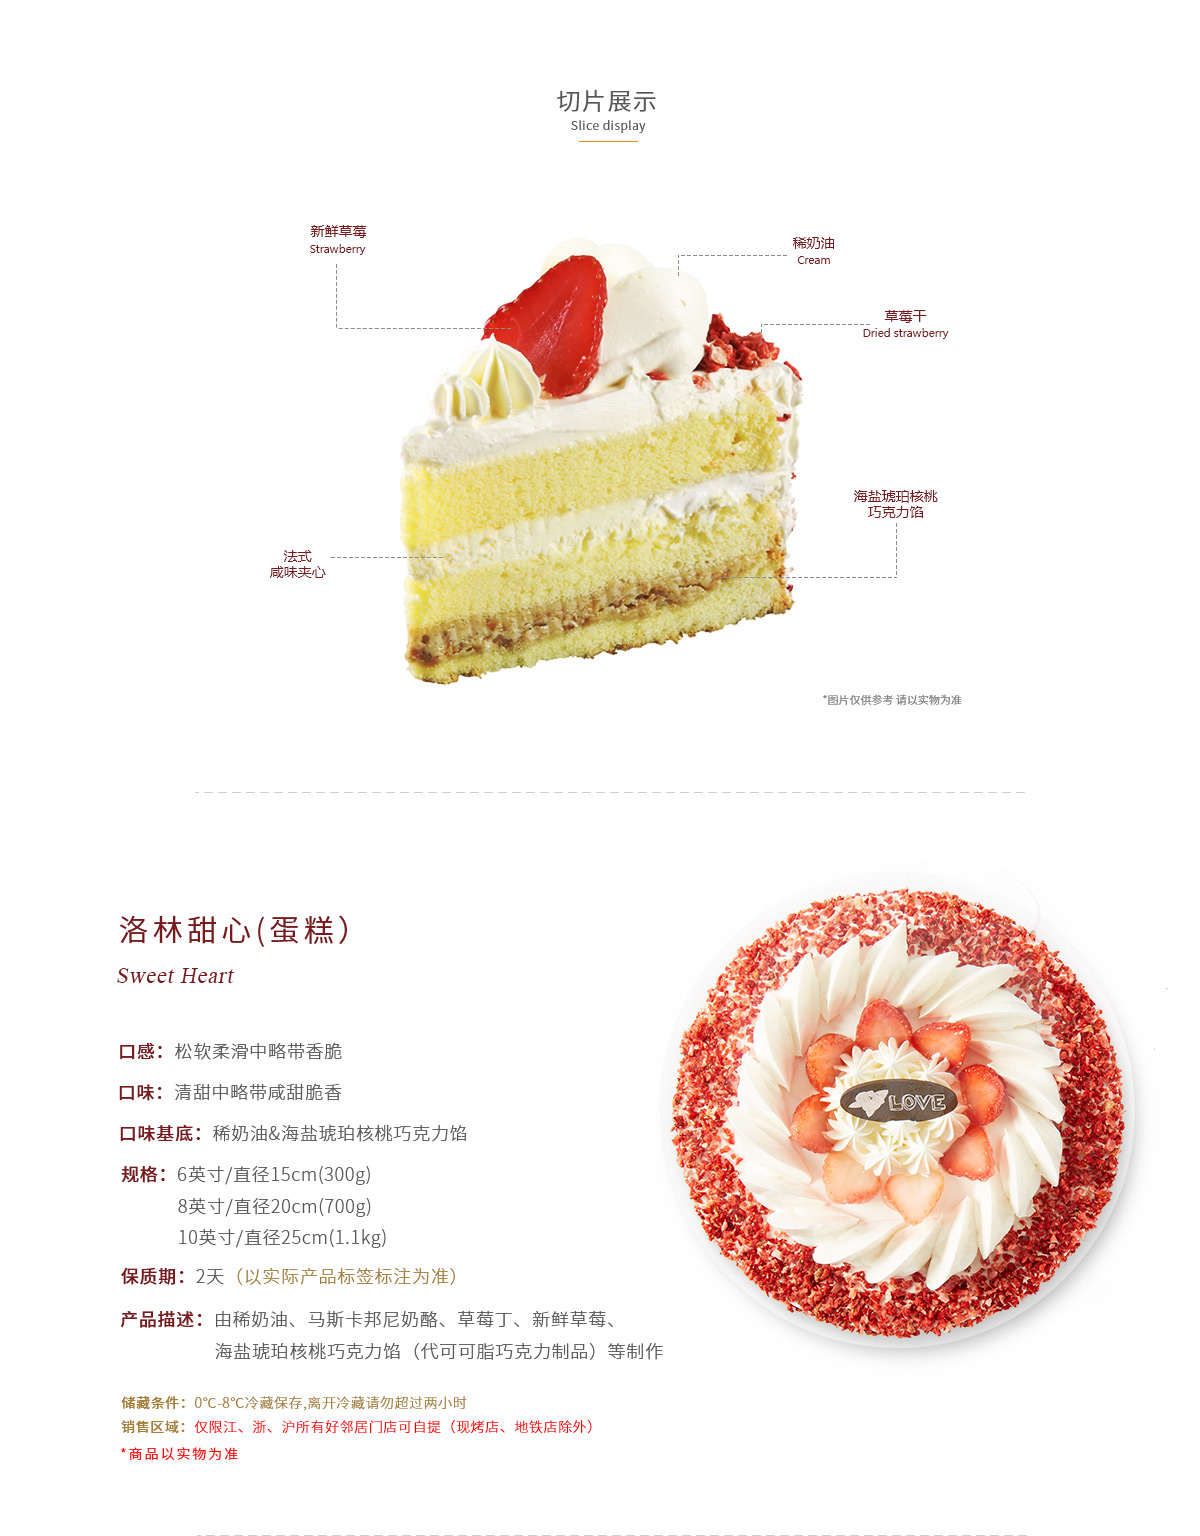 切片展示
Slice display
新鲜草莓
Strawberry
稀奶油
Cream
草莓干
Dried strawberry
海盐琥珀核桃
巧克力馅
法式
咸味夹心
*图片仅供参考 请以实物为准
洛林甜心(蛋糕）
Sweet Heart
口感：松软柔滑中略带香脆
口味：清甜中略带咸甜脆香
口味基底：稀奶油&海盐琥珀核桃巧克力馅
规格：6英寸/直径15cm(300g)
8英寸/直径20cm(700g)
10英寸/直径25cm(1.1kg)
保质期：2天（以实际产品标签标注为准）
产品描述：由稀奶油、马斯卡邦尼奶酪、草莓丁、新鲜草莓、
海盐琥珀核桃巧克力馅（代可可脂巧克力制品）等制作
LOVE
储藏条件：0℃-8℃冷藏保存,离开冷藏请勿超过两小时
销售区域：仅限江、浙、沪所有好邻居门店可自提（现烤店、地铁店除外）
*商品以实物为准